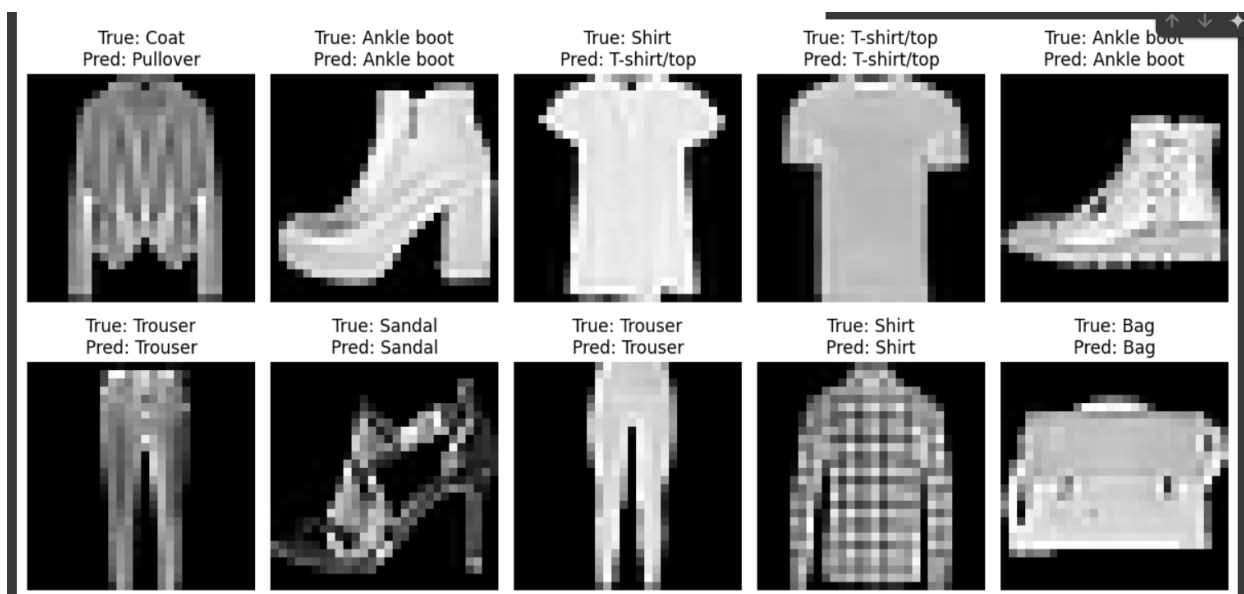 True: Coat
Pred: Pullover
True: Ankle boot
Pred: Ankle boot
True: Shirt
Pred: T-shirt/top
True: T-shirt/top
Pred: T-shirt/top
True: Ankle boot
Pred: Ankle boot
True: Trouser
Pred: Trouser
True: Sandal
Pred: Sandal
True: Trouser
Pred: Trouser
True: Shirt
Pred: Shirt
True: Bag
Pred: Bag